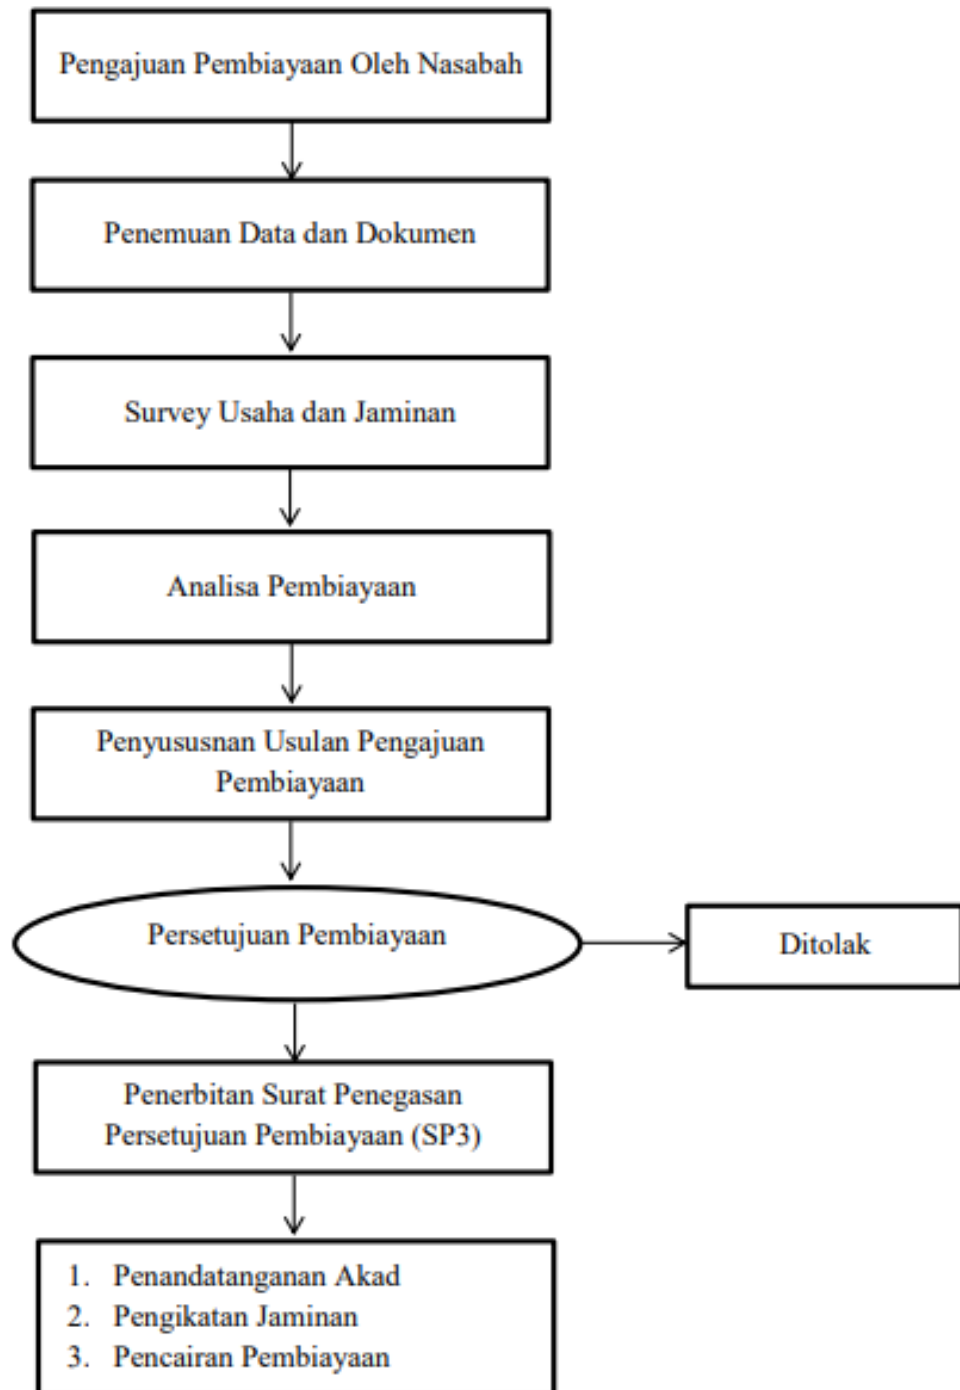 Pengajuan Pembiayaan Oleh Nasabah
Penemuan Data dan Dokumen
Survey Usaha dan Jaminan
Analisa Pembiayaan
Penyususnan Usulan Pengajuan
Pembiayaan
Persetujuan Pembiayaan
Ditolak
Penerbitan Surat Penegasan
Persetujuan Pembiayaan (SP3)
1. Penandatanganan Akad
2. Pengikatan Jaminan
3. Pencairan Pembiayaan